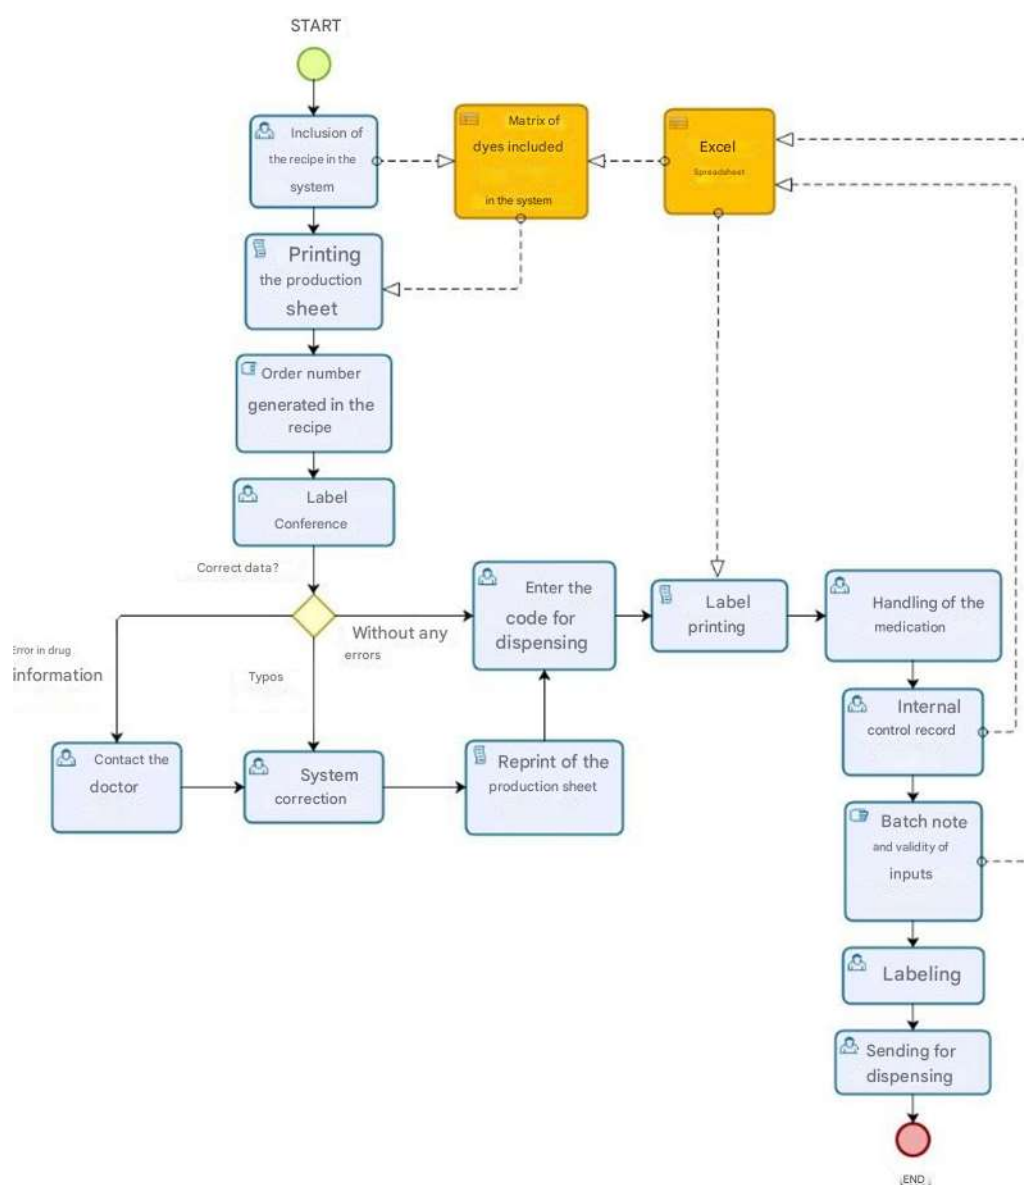 START
Inclusion of
the recipe in the
system
Matrix of
dyes included
in the system
Excel
Spreadsheet
Printing
the production
sheet
Order number
generated in the
recipe
Label
Conference
Correct data?
Without any
errors
Error in drug
information
Typos
Enter the
code for
dispensing
Label
printing
Handling of the
medication
Contact the
doctor
System
correction
Reprint of the
production sheet
Internal
control record
Batch note
and validity of
inputs
Labeling
Sending for
dispensing
END